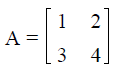 A = [1 2
3 4]